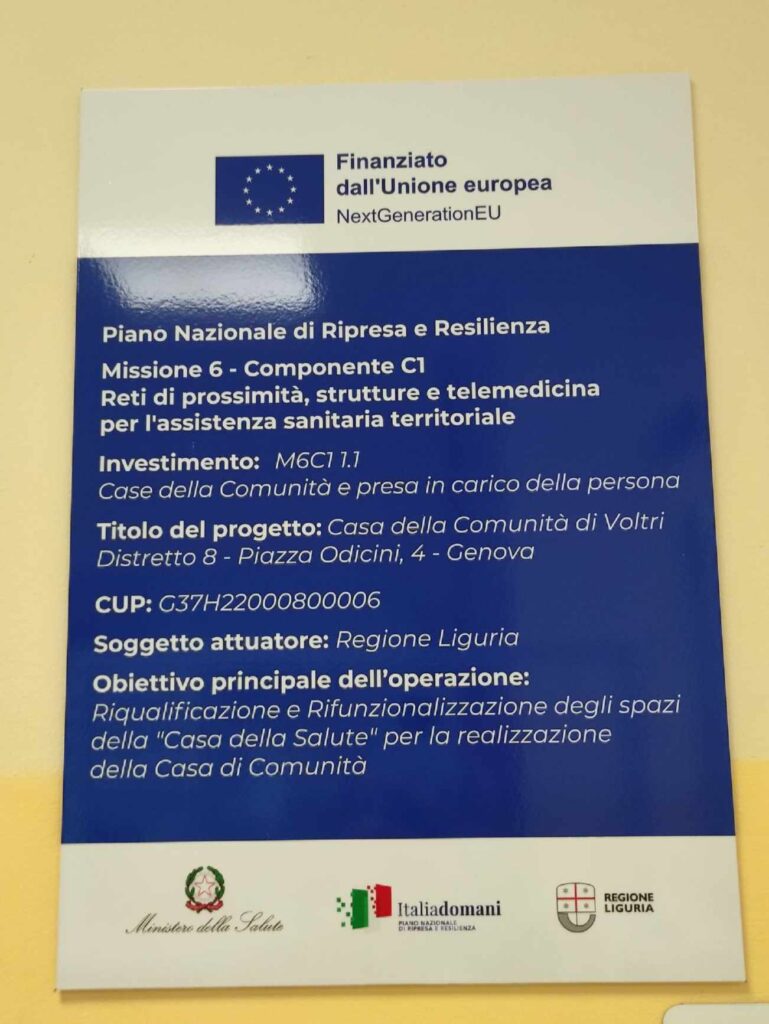 Finanziato
dall'Unione europea
NextGenerationEU
Piano Nazionale di Ripresa e Resilienza
Missione 6 - Componente C1
Reti di prossimità, strutture e telemedicina
per l'assistenza sanitaria territoriale
Investimento: M6C1 1.1
Case della Comunità e presa in carico della persona
Titolo del progetto: Casa della Comunità di Voltri
Distretto 8 - Piazza Odicini, 4 - Genova
CUP: G37H22000800006
Soggetto attuatore: Regione Liguria
Obiettivo principale dell’operazione:
Riqualificazione e Rifunzionalizzazione degli spazi
della "Casa della Salute" per la realizzazione
della Casa di Comunità
Ministero della Salute
Italiadomani
PIANO NAZIONALE
DI RIPRESA E RESILIENZA
REGIONE
LIGURIA